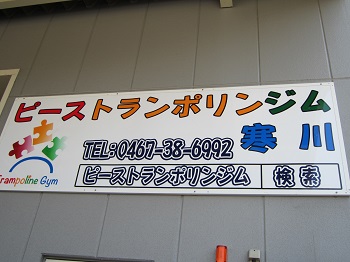 ピーストランポリンジム
寒川
TEL:0467-38-6992
ピーストランポリンジム 検索
Trampoline Gym